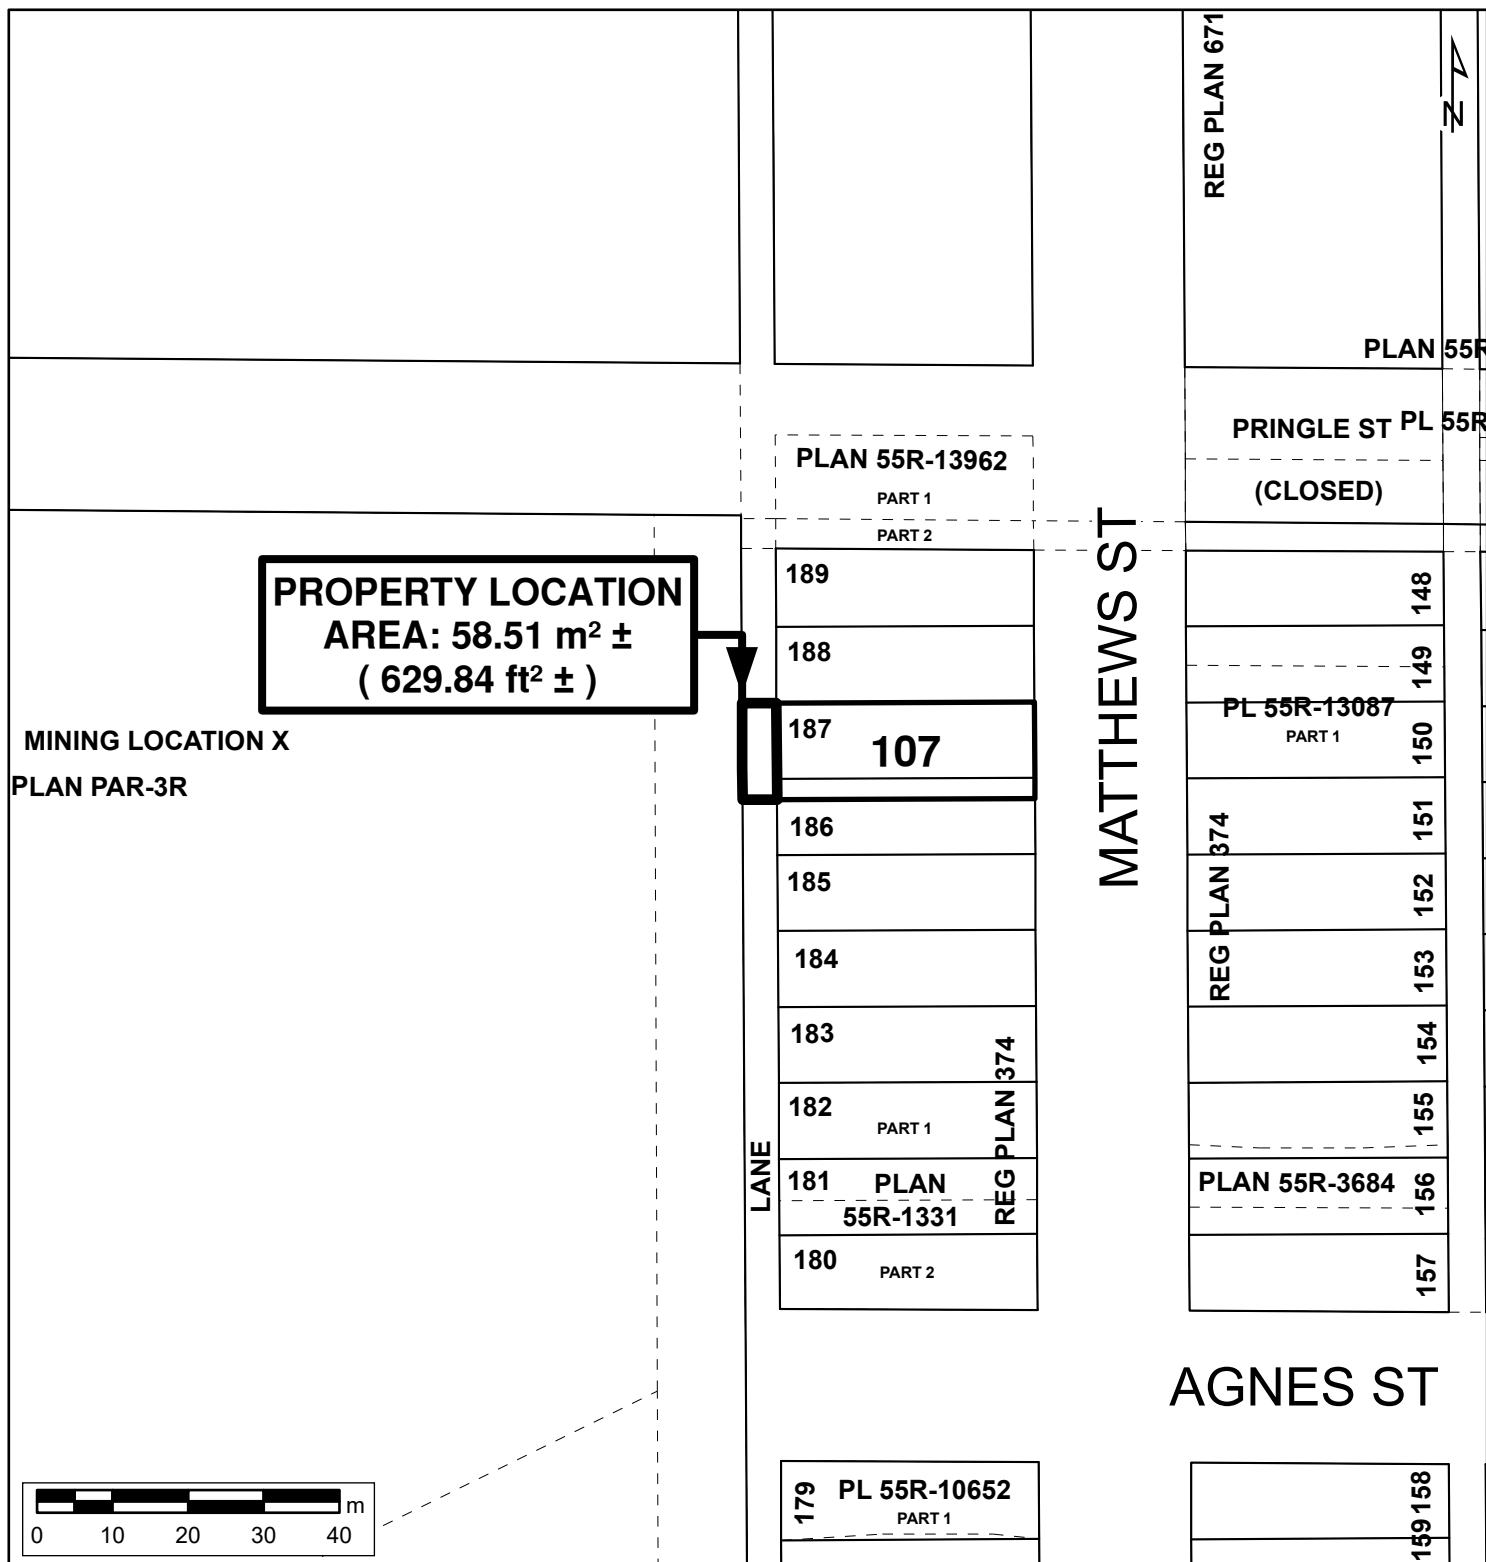 REG PLAN 671
N
PLAN 55R
PRINGLE ST
PL 55R
(CLOSED)
PLAN 55R-13962
PART 1
PART 2
PROPERTY LOCATION
AREA: 58.51 m² ±
( 629.84 ft² ± )
MINING LOCATION X
PLAN PAR-3R
189
188
187
107
186
185
184
183
182
PART 1
181
PLAN
55R-1331
180
PART 2
REG PLAN 374
LANE
MATTHEWS ST
148
149
PL 55R-13087
PART 1
150
151
REG PLAN 374
152
153
154
155
PLAN 55R-3684
156
157
AGNES ST
179
PL 55R-10652
PART 1
158
159
m
0 10 20 30 40